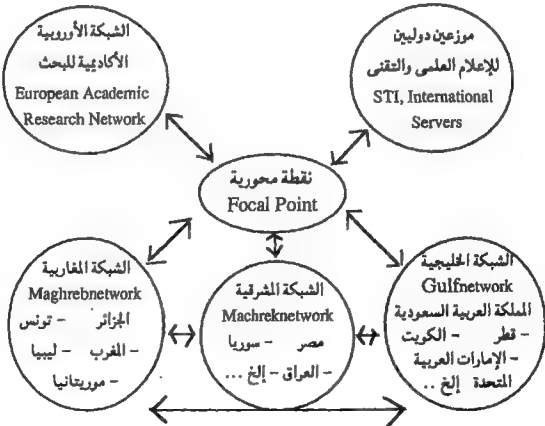 الشبكة الأوروبية
الأكاديمية للبحث
European Academic
Research Network
موزعين دوليين
للإعلام العلمى والتقنى
STI, International
Servers
نقطة محورية
Focal Point
الشبكة المغاربية
Maghrebnetwork
الجزائر - تونس
- المغرب - ليبيا
- موريتانيا
الشبكة المشرقية
Machreknetwork
مصر - سوريا
- العراق - إلخ ...
الشبكة الخليجية
Gulfnetwork
المملكة العربية السعودية
- قطر - الكويت
- الإمارات العربية
المتحدة إلخ ..